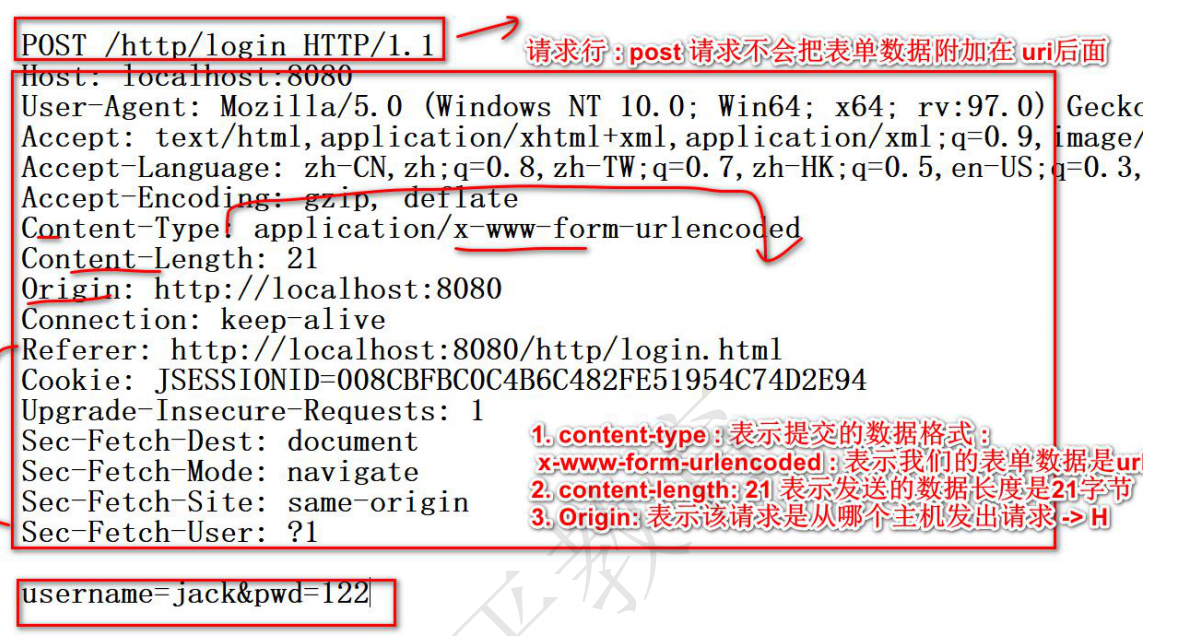 POST /http/login HTTP/1.1
请求行 : post 请求不会把表单数据附加在 uri后面
Host: localhost:8080
User-Agent: Mozilla/5.0 (Windows NT 10.0; Win64; x64; rv:97.0) Gecko
Accept: text/html,application/xhtml+xml,application/xml;q=0.9,image/
Accept-Language: zh-CN,zh;q=0.8,zh-TW;q=0.7,zh-HK;q=0.5,en-US;q=0.3,
Accept-Encoding: gzip, deflate
Content-Type: application/x-www-form-urlencoded
Content-Length: 21
Origin: http://localhost:8080
Connection: keep-alive
Referer: http://localhost:8080/http/login.html
Cookie: JSESSIONID=008CBFBC0C4B6C482FE51954C74D2E94
Upgrade-Insecure-Requests: 1
Sec-Fetch-Dest: document
Sec-Fetch-Mode: navigate
Sec-Fetch-Site: same-origin
Sec-Fetch-User: ?1
1. content-type : 表示提交的数据格式 :
x-www-form-urlencoded : 表示我们的表单数据是url
2. content-length: 21 表示发送的数据长度是21字节
3. Origin: 表示该请求是从哪个主机发出请求 -> H
username=jack&pwd=122